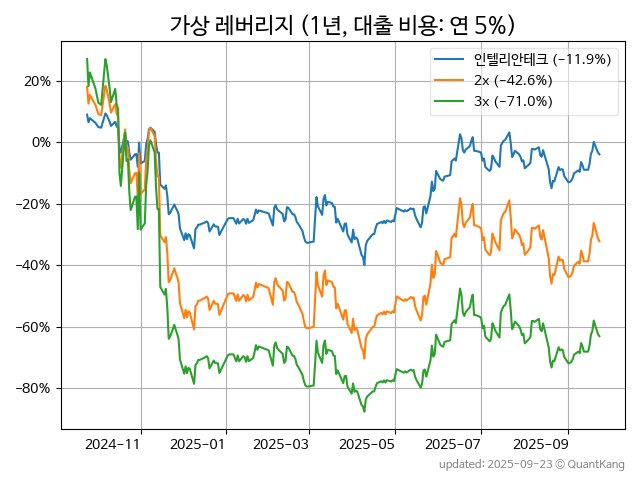 가상 레버리지 (1년, 대출 비용: 연 5%)
인텔리안테크 (−11.9%)
2x (−42.6%)
3x (−71.0%)
20%
0%
−20%
−40%
−60%
−80%
2024-11 2025-01 2025-03 2025-05 2025-07 2025-09
updated: 2025-09-23 © QuantKang